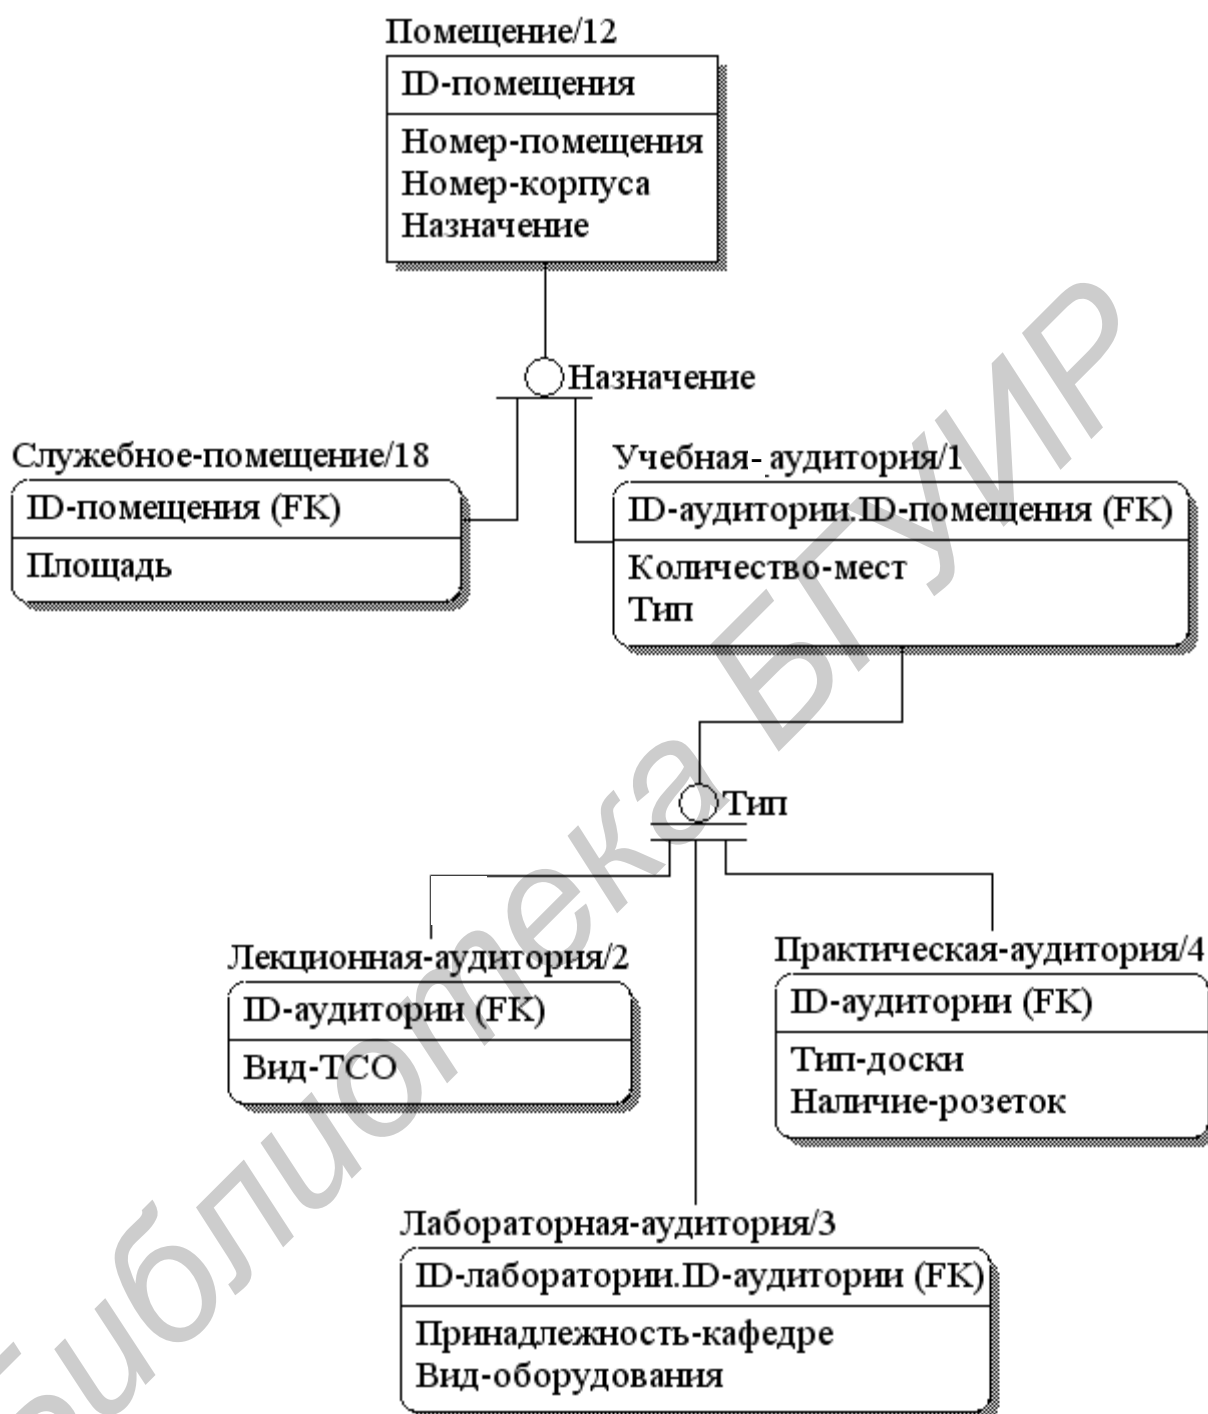 Помещение/12
ID-помещения
Номер-помещения
Номер-корпуса
Назначение
Назначение
Служебное-помещение/18
ID-помещения (FK)
Площадь
Учебная- аудитория/1
ID-аудитории.ID-помещения (FK)
Количество-мест
Тип
Тип
Лекционная-аудитория/2
ID-аудитории (FK)
Вид-ТСО
Практическая-аудитория/4
ID-аудитории (FK)
Тип-доски
Наличие-розеток
Лабораторная-аудитория/3
ID-лаборатории.ID-аудитории (FK)
Принадлежность-кафедре
Вид-оборудования
библиотека БГУИР